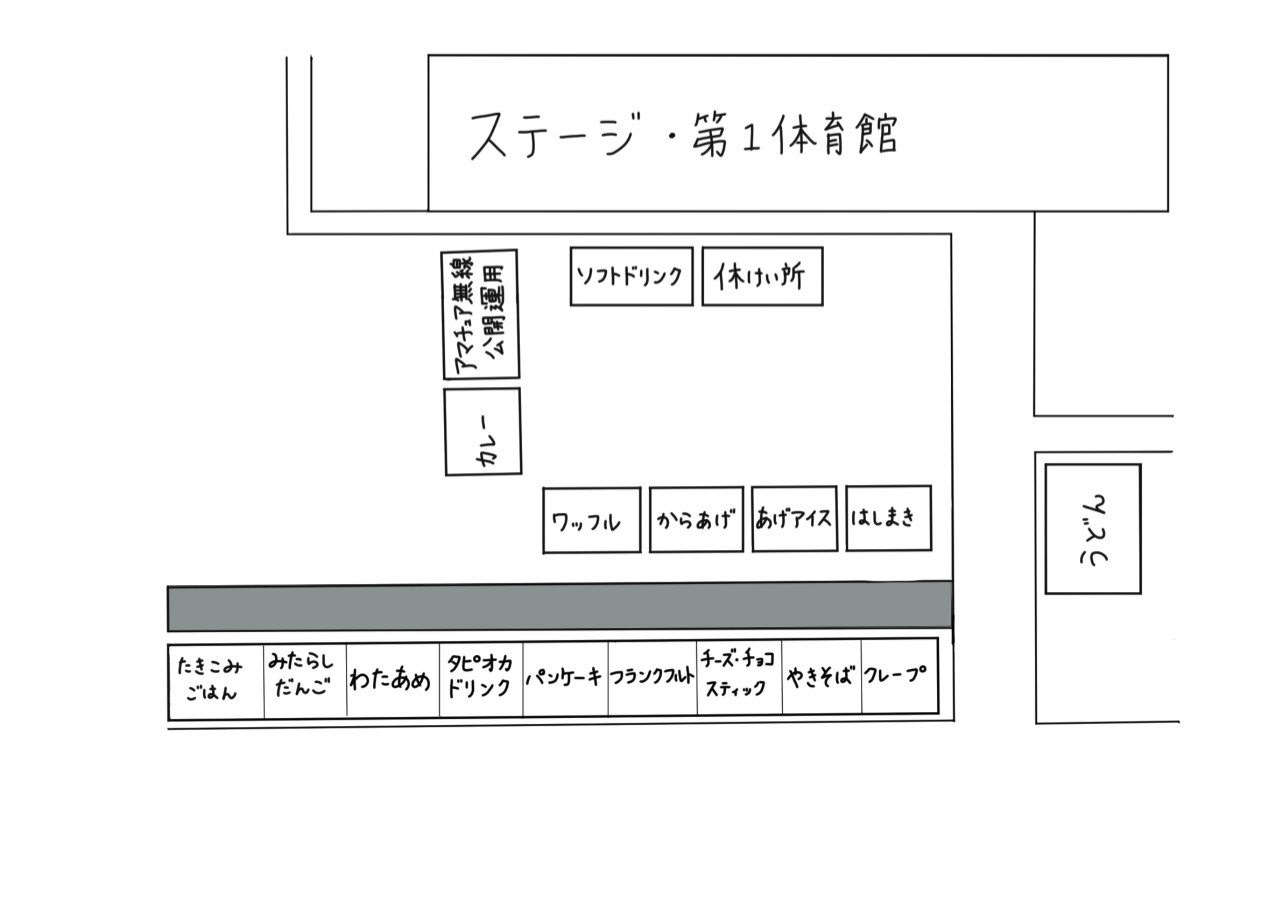 ステージ・第1体育館
アマチュア無線
公開運用
ソフトドリンク
休けい所
カレー
ワッフル
からあげ
あげアイス
はしまき
うどん
たきこみ
ごはん
みたらし
だんご
わたあめ
タピオカ
ドリンク
パンケーキ
フランクフルト
チーズ・チョコ
スティック
やきそば
クレープ